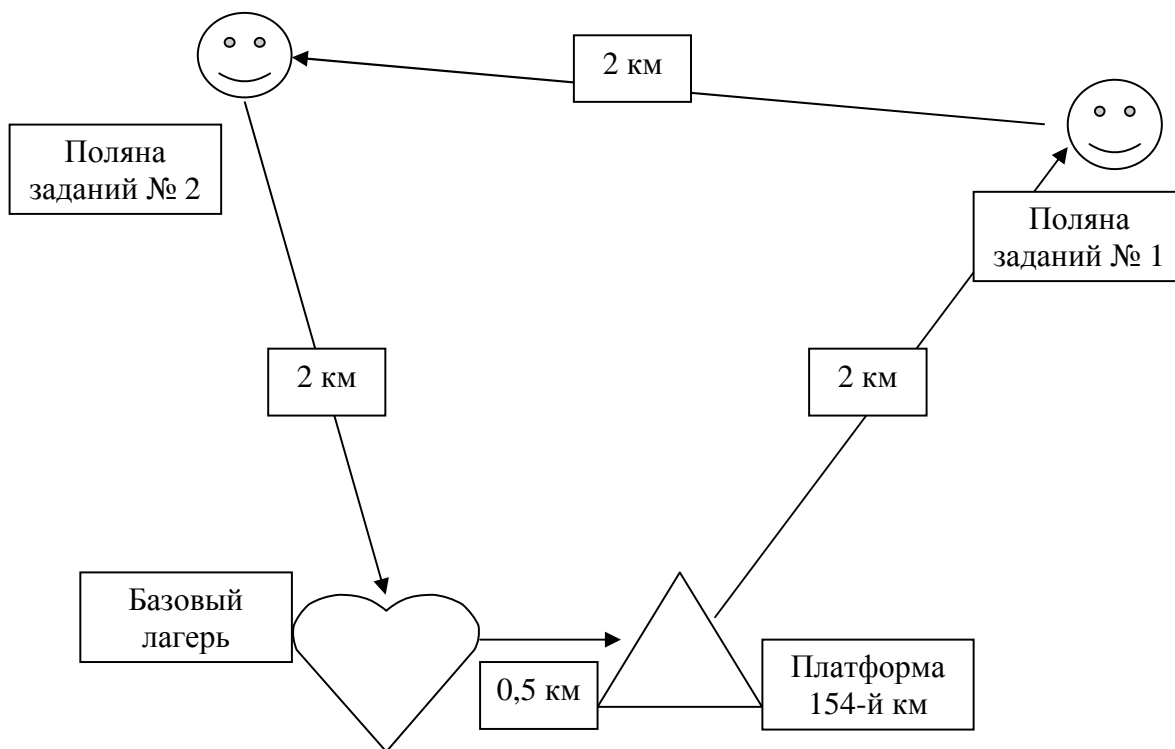 2 км
Поляна
заданий № 2
Поляна
заданий № 1
2 км
2 км
Базовый
лагерь
0,5 км
Платформа
154-й км